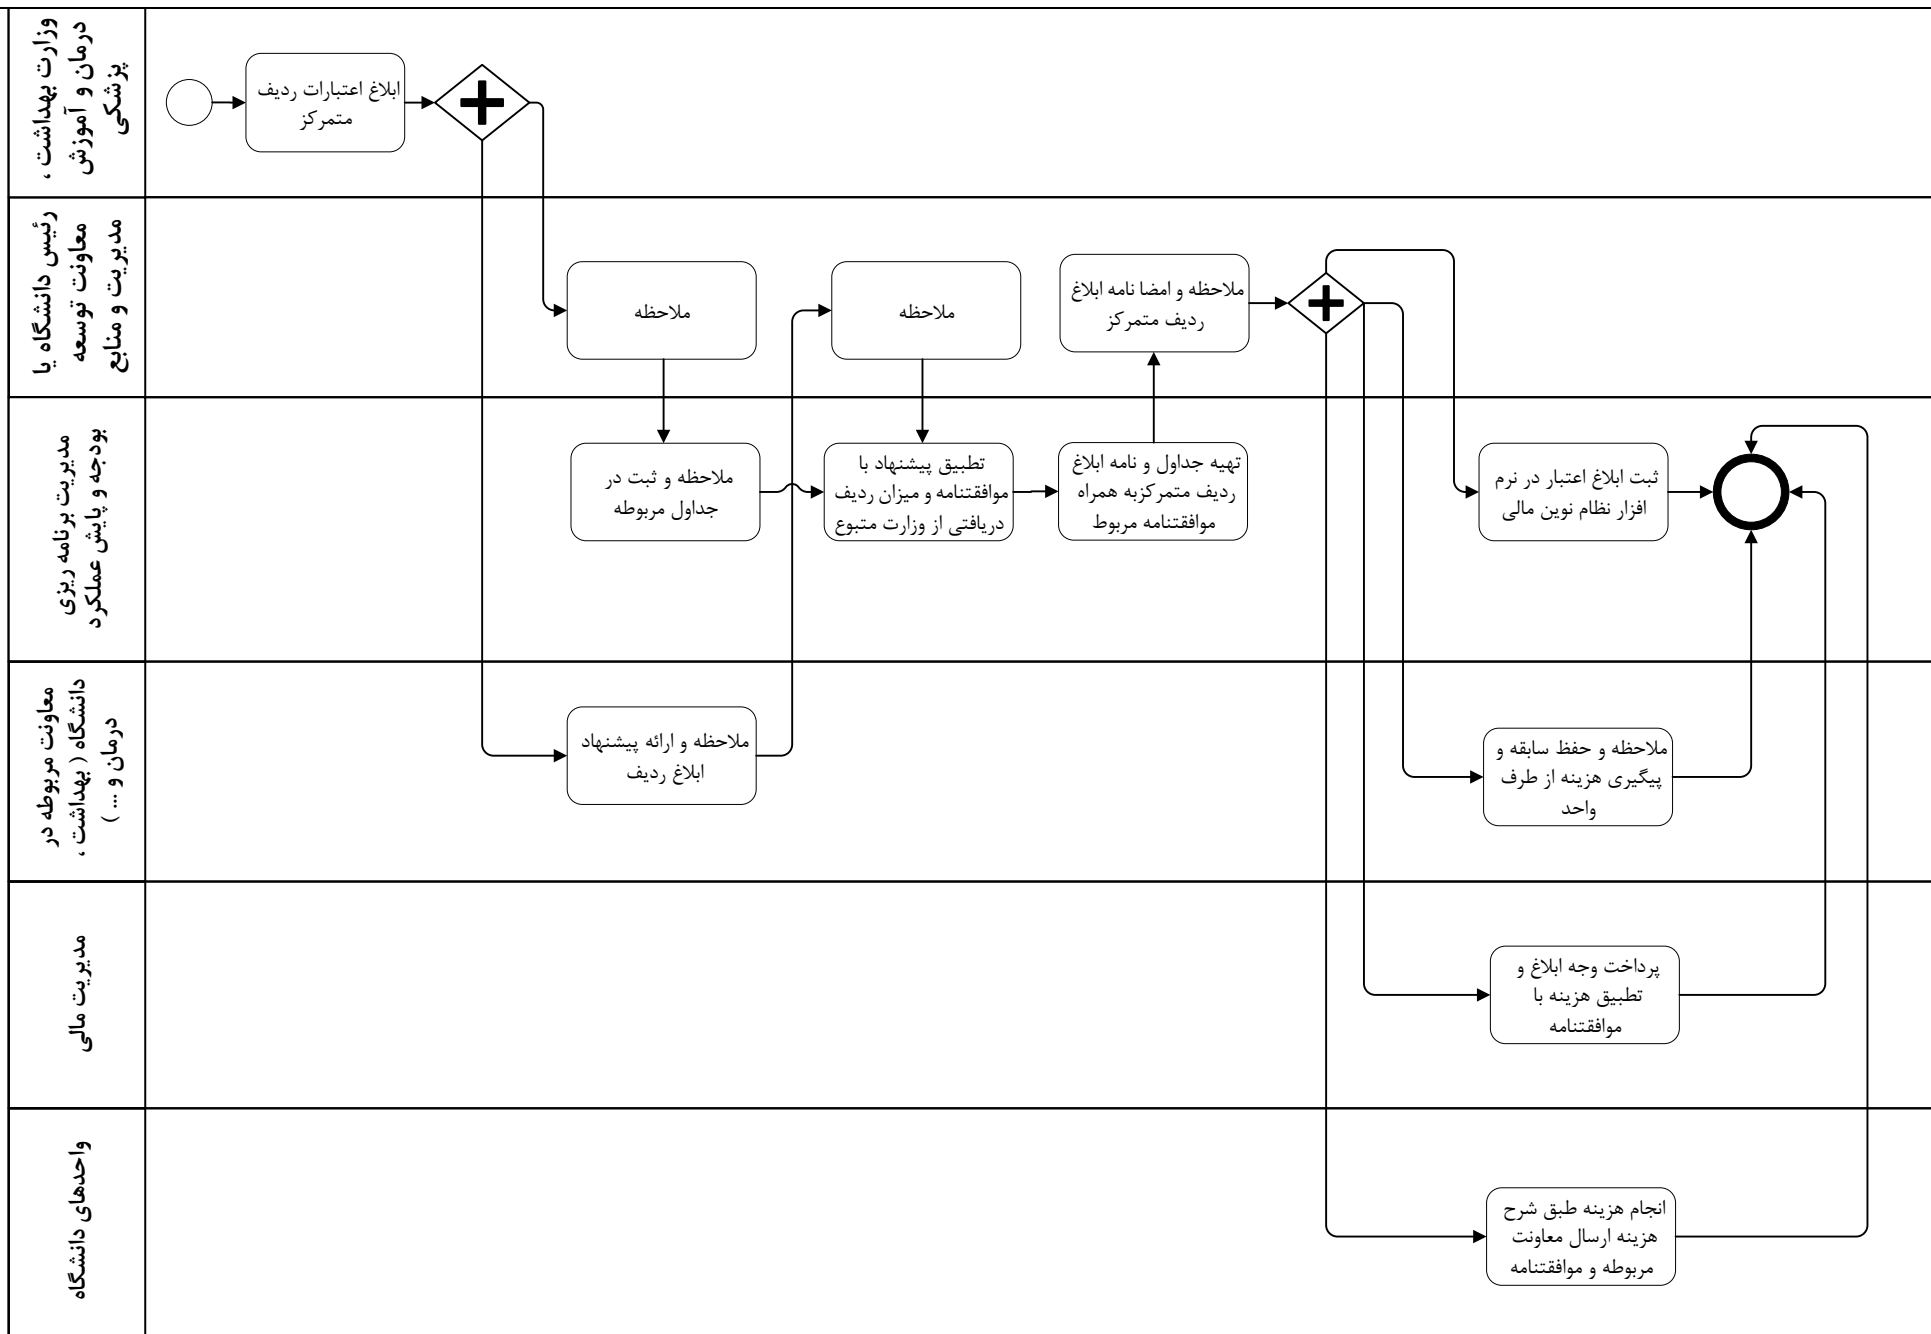 وزارت بهداشت ،
درمان و آموزش
پزشکی
ابلاغ اعتبارات ردیف
متمرکز
رئیس دانشگاه یا
معاونت توسعه
مدیریت و منابع
ملاحظه
ملاحظه
ملاحظه و امضا نامه ابلاغ
ردیف متمرکز
مدیریت برنامه ریزی
بودجه و پایش عملکرد
ملاحظه و ثبت در
جداول مربوطه
تطبیق پیشنهاد با
موافقتنامه و میزان ردیف
دریافتی از وزارت متبوع
تهیه جداول و نامه ابلاغ
ردیف متمرکزبه همراه
موافقتنامه مربوط
ثبت ابلاغ اعتبار در نرم
افزار نظام نوین مالی
معاونت مربوطه در
دانشگاه ( بهداشت ،
درمان و ... )
ملاحظه و ارائه پیشنهاد
ابلاغ ردیف
ملاحظه و حفظ سابقه و
پیگیری هزینه از طرف
واحد
مدیریت مالی
پرداخت وجه ابلاغ و
تطبیق هزینه با
موافقتنامه
واحدهای دانشگاه
انجام هزینه طبق شرح
هزینه ارسال معاونت
مربوطه و موافقتنامه